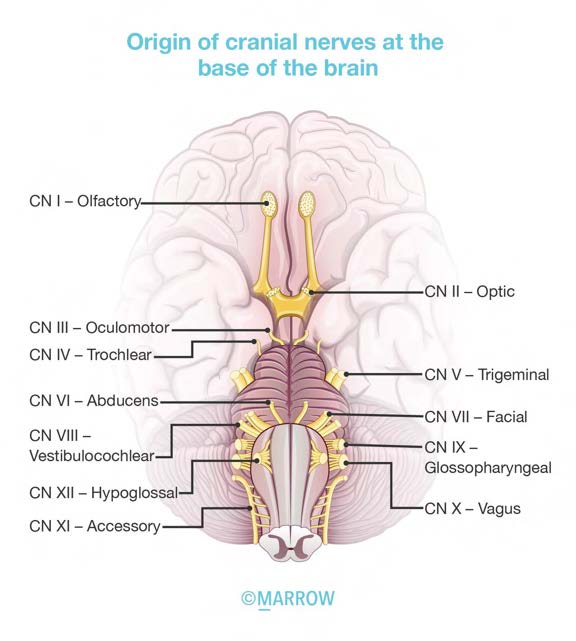 Origin of cranial nerves at the
base of the brain
CN I – Olfactory
CN II – Optic
CN III – Oculomotor
CN IV – Trochlear
CN V – Trigeminal
CN VI – Abducens
CN VII – Facial
CN VIII –
Vestibulocochlear
CN IX –
Glossopharyngeal
CN XII – Hypoglossal
CN X – Vagus
CN XI – Accessory
©MARROW